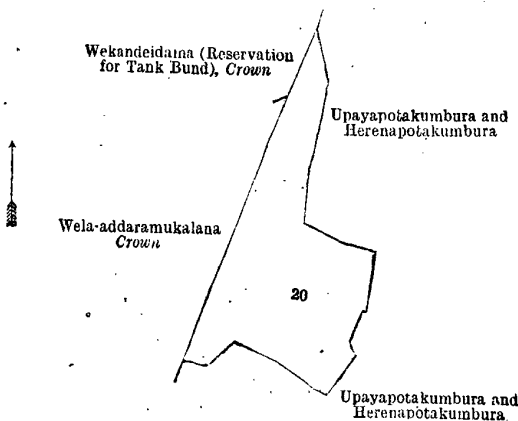 Wekandeidama (Reservation
for Tank Bund), Crown
Upayapotakumbura and
Herenapotakumbura
Wela-addaramukalana
Crown
20
Upayapotakumbura and
Herenapotakumbura